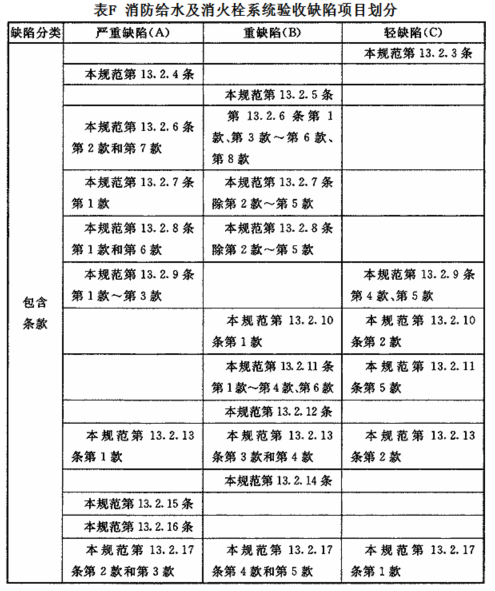 表F 消防给水及消火栓系统验收缺陷项目划分
缺陷分类 严重缺陷(A) 重缺陷(B) 轻缺陷(C)
包含
条款
本规范第 13.2.3 条
本规范第 13.2.4 条
本规范第 13.2.5 条
本规范第 13.2.6 条
第 2 款和第 7 款
第 13.2.6 条第 1
款、第 3 款～第 6 款、
第 8 款
本规范第 13.2.7 条
第 1 款
本规范第 13.2.7 条
除第 2 款～第 5 款
本规范第 13.2.8 条
第 1 款和第 6 款
本规范第 13.2.8 条
除第 2 款～第 5 款
本规范第 13.2.9 条
第 1 款～第 3 款
本规范第 13.2.9 条
第 4 款、第 5 款
本规范第 13.2.10
条第 1 款
本规范第 13.2.10
条第 2 款
本规范第 13.2.11 条
第 1 款～第 4 款、第 6 款
本规范第 13.2.11
条第 5 款
本规范第 13.2.12 条
本规范第 13.2.13
条第 1 款
本规范第 13.2.13
条第 3 款和第 4 款
本规范第 13.2.13
条第 2 款
本规范第 13.2.14 条
本规范第 13.2.15 条
本规范第 13.2.16 条
本规范第 13.2.17
条第 2 款和第 3 款
本规范第 13.2.17
条第 4 款和第 5 款
本规范第 13.2.17
条第 1 款